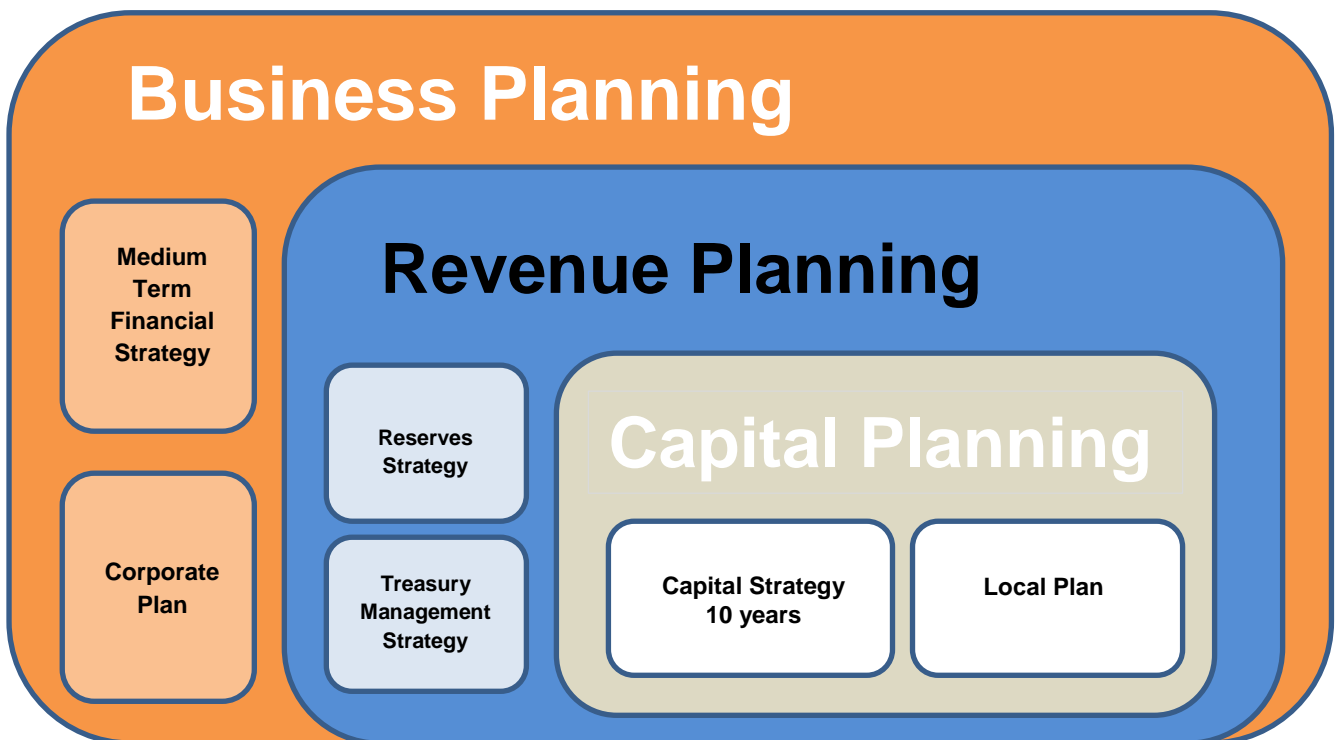 Business Planning
Medium
Term
Financial
Strategy
Revenue Planning
Reserves
Strategy
Capital Planning
Corporate
Plan
Treasury
Management
Strategy
Capital Strategy
10 years
Local Plan